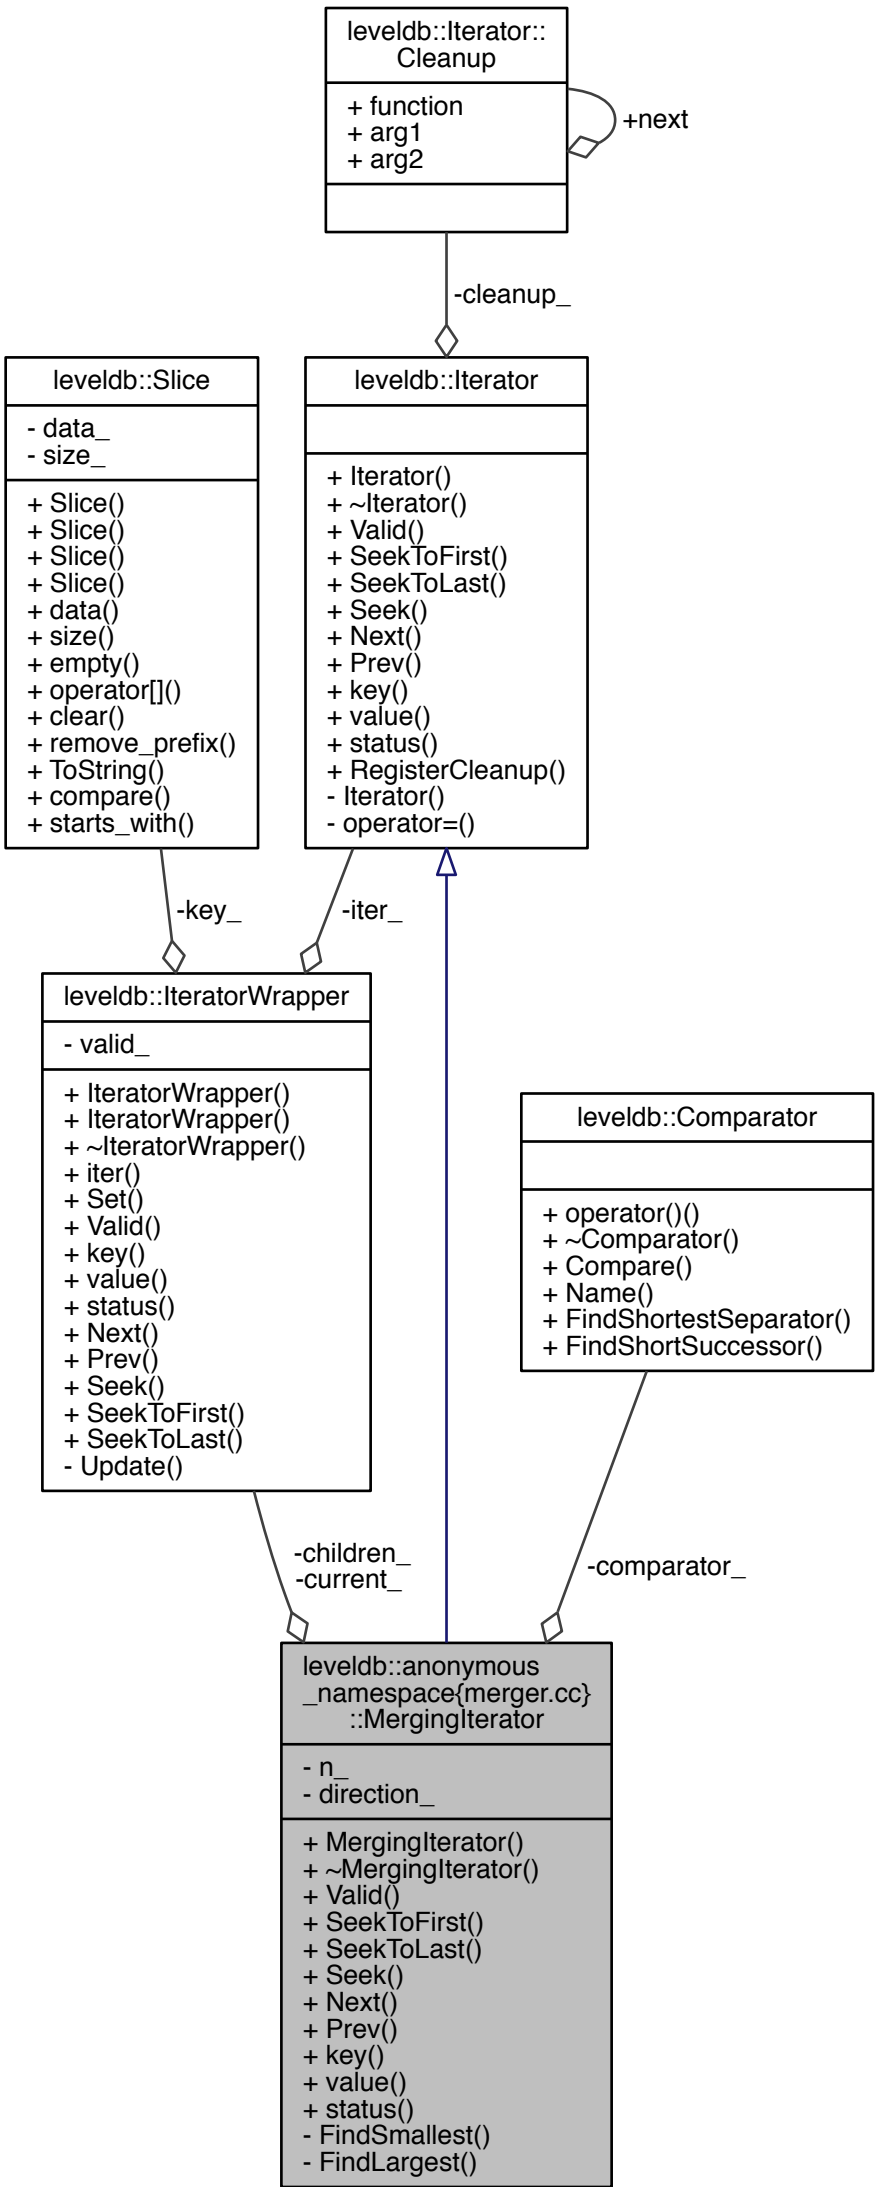 leveldb::Iterator::
Cleanup
+ function
+ arg1
+ arg2
+next
-cleanup_
leveldb::Slice
- data_
- size_
+ Slice()
+ Slice()
+ Slice()
+ Slice()
+ data()
+ size()
+ empty()
+ operator[]()
+ clear()
+ remove_prefix()
+ ToString()
+ compare()
+ starts_with()
leveldb::Iterator
+ Iterator()
+ ~Iterator()
+ Valid()
+ SeekToFirst()
+ SeekToLast()
+ Seek()
+ Next()
+ Prev()
+ key()
+ value()
+ status()
+ RegisterCleanup()
- Iterator()
- operator=()
-key_
-iter_
leveldb::IteratorWrapper
- valid_
+ IteratorWrapper()
+ IteratorWrapper()
+ ~IteratorWrapper()
+ iter()
+ Set()
+ Valid()
+ key()
+ value()
+ status()
+ Next()
+ Prev()
+ Seek()
+ SeekToFirst()
+ SeekToLast()
- Update()
leveldb::Comparator
+ operator()()
+ ~Comparator()
+ Compare()
+ Name()
+ FindShortestSeparator()
+ FindShortSuccessor()
-children_
-current_
-comparator_
leveldb::anonymous
_namespace{merger.cc}
::MergingIterator
- n_
- direction_
+ MergingIterator()
+ ~MergingIterator()
+ Valid()
+ SeekToFirst()
+ SeekToLast()
+ Seek()
+ Next()
+ Prev()
+ key()
+ value()
+ status()
- FindSmallest()
- FindLargest()